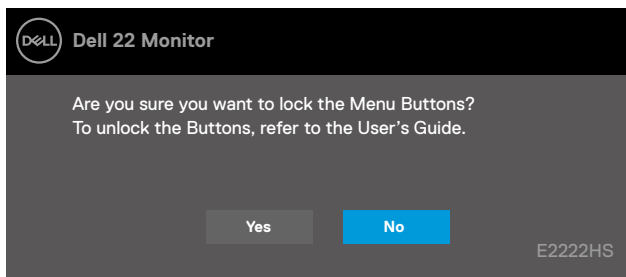 DELL Dell 22 Monitor
Are you sure you want to lock the Menu Buttons?
To unlock the Buttons, refer to the User’s Guide.
Yes No
E2222HS